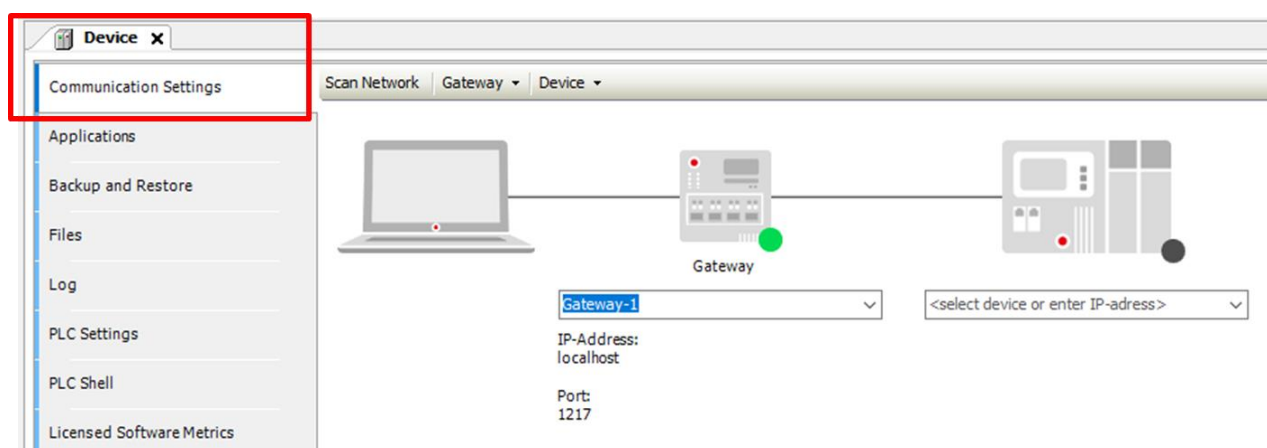 Device
Communication Settings
Scan Network Gateway Device
Applications
Backup and Restore
Files
Log
PLC Settings
PLC Shell
Licensed Software Metrics
Gateway
Gateway-1
<select device or enter IP-adress>
IP-Address:
localhost
Port:
1217